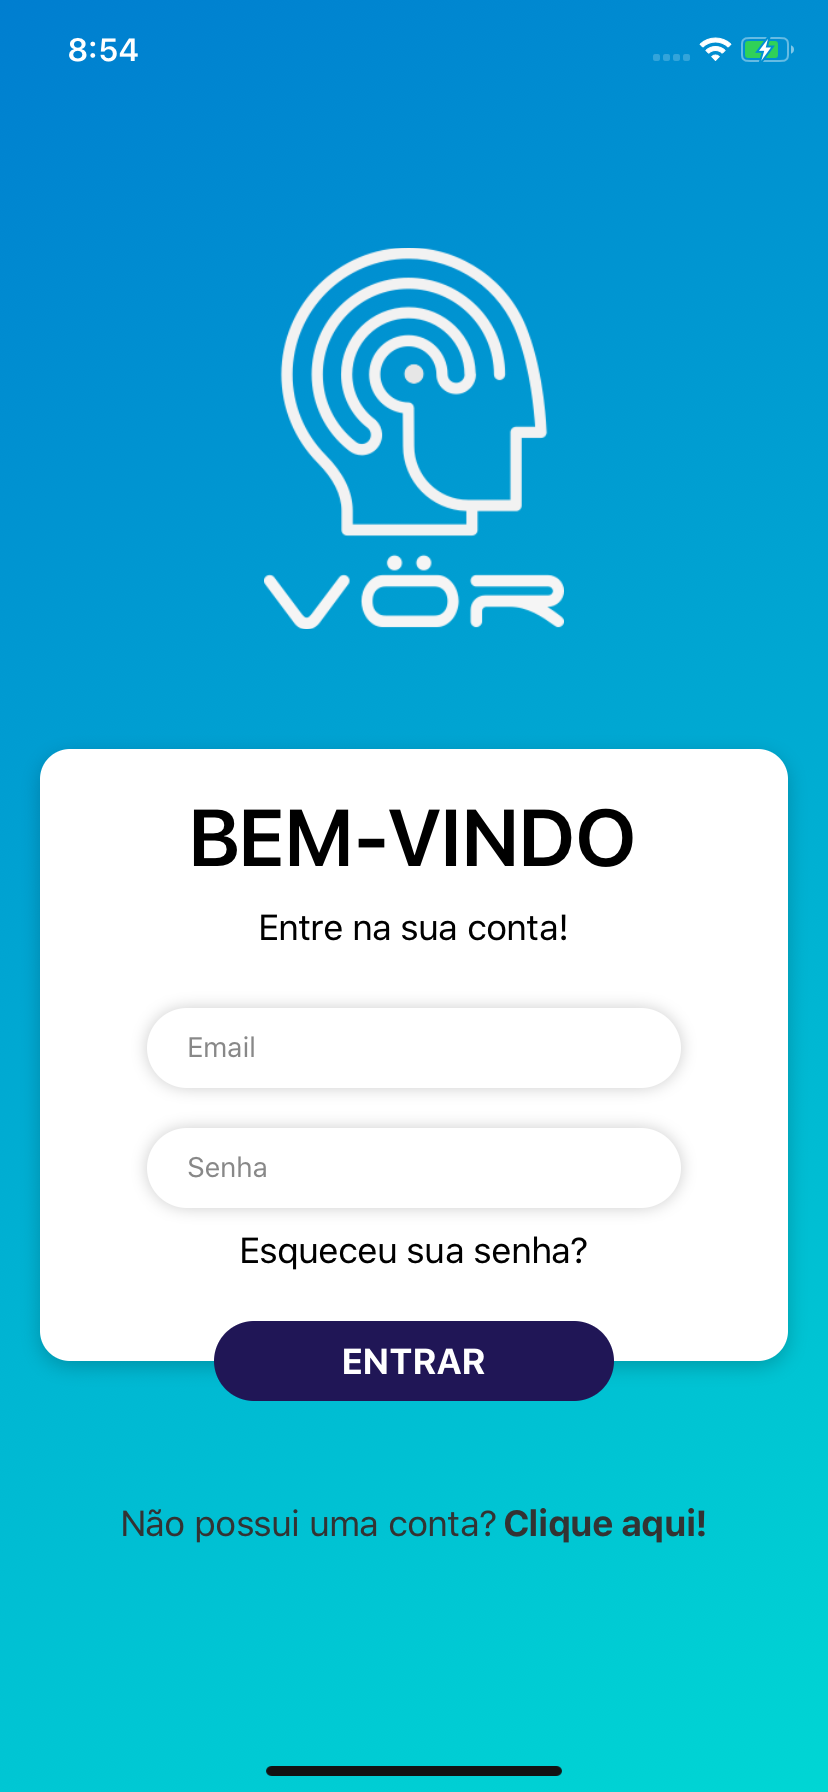 8:54
VÖR
BEM-VINDO
Entre na sua conta!
Email
Senha
Esqueceu sua senha?
ENTRAR
Não possui uma conta? Clique aqui!